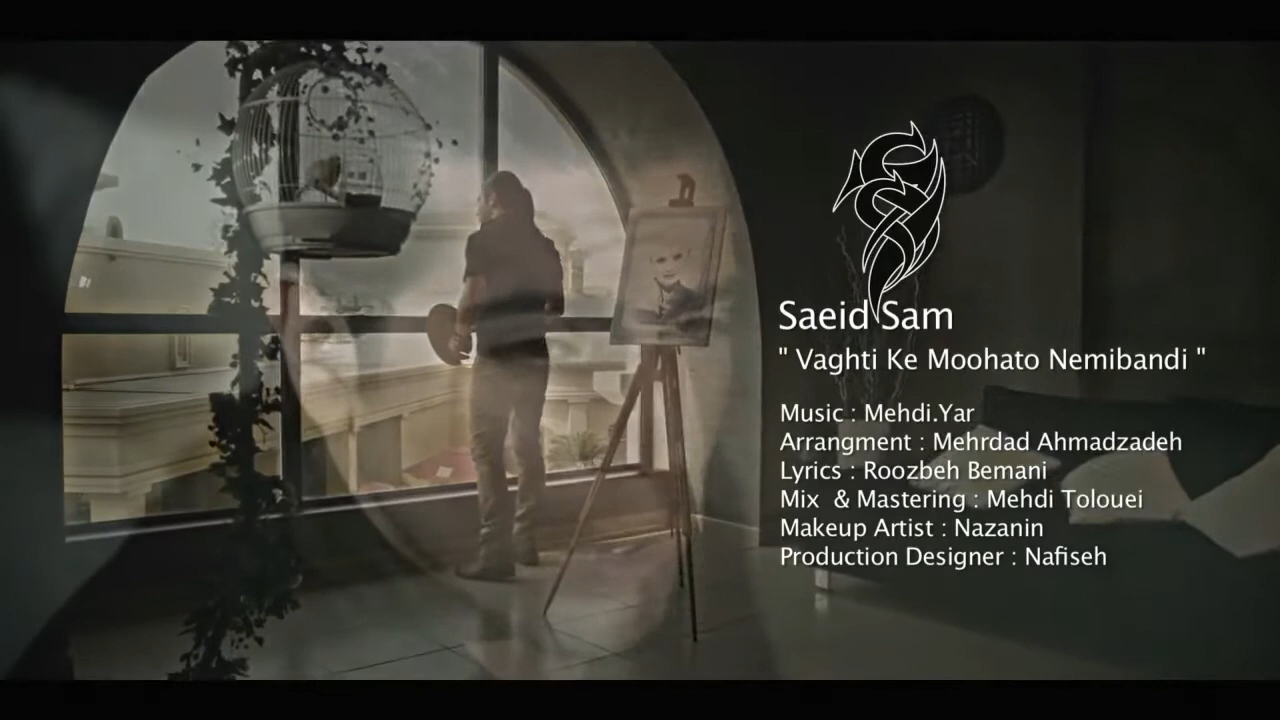 Saeid Sam
" Vaghti Ke Moohato Nemibandi "
Music : Mehdi.Yar
Arrangment : Mehrdad Ahmadzadeh
Lyrics : Roozbeh Bemani
Mix & Mastering : Mehdi Tolouei
Makeup Artist : Nazanin
Production Designer : Nafiseh